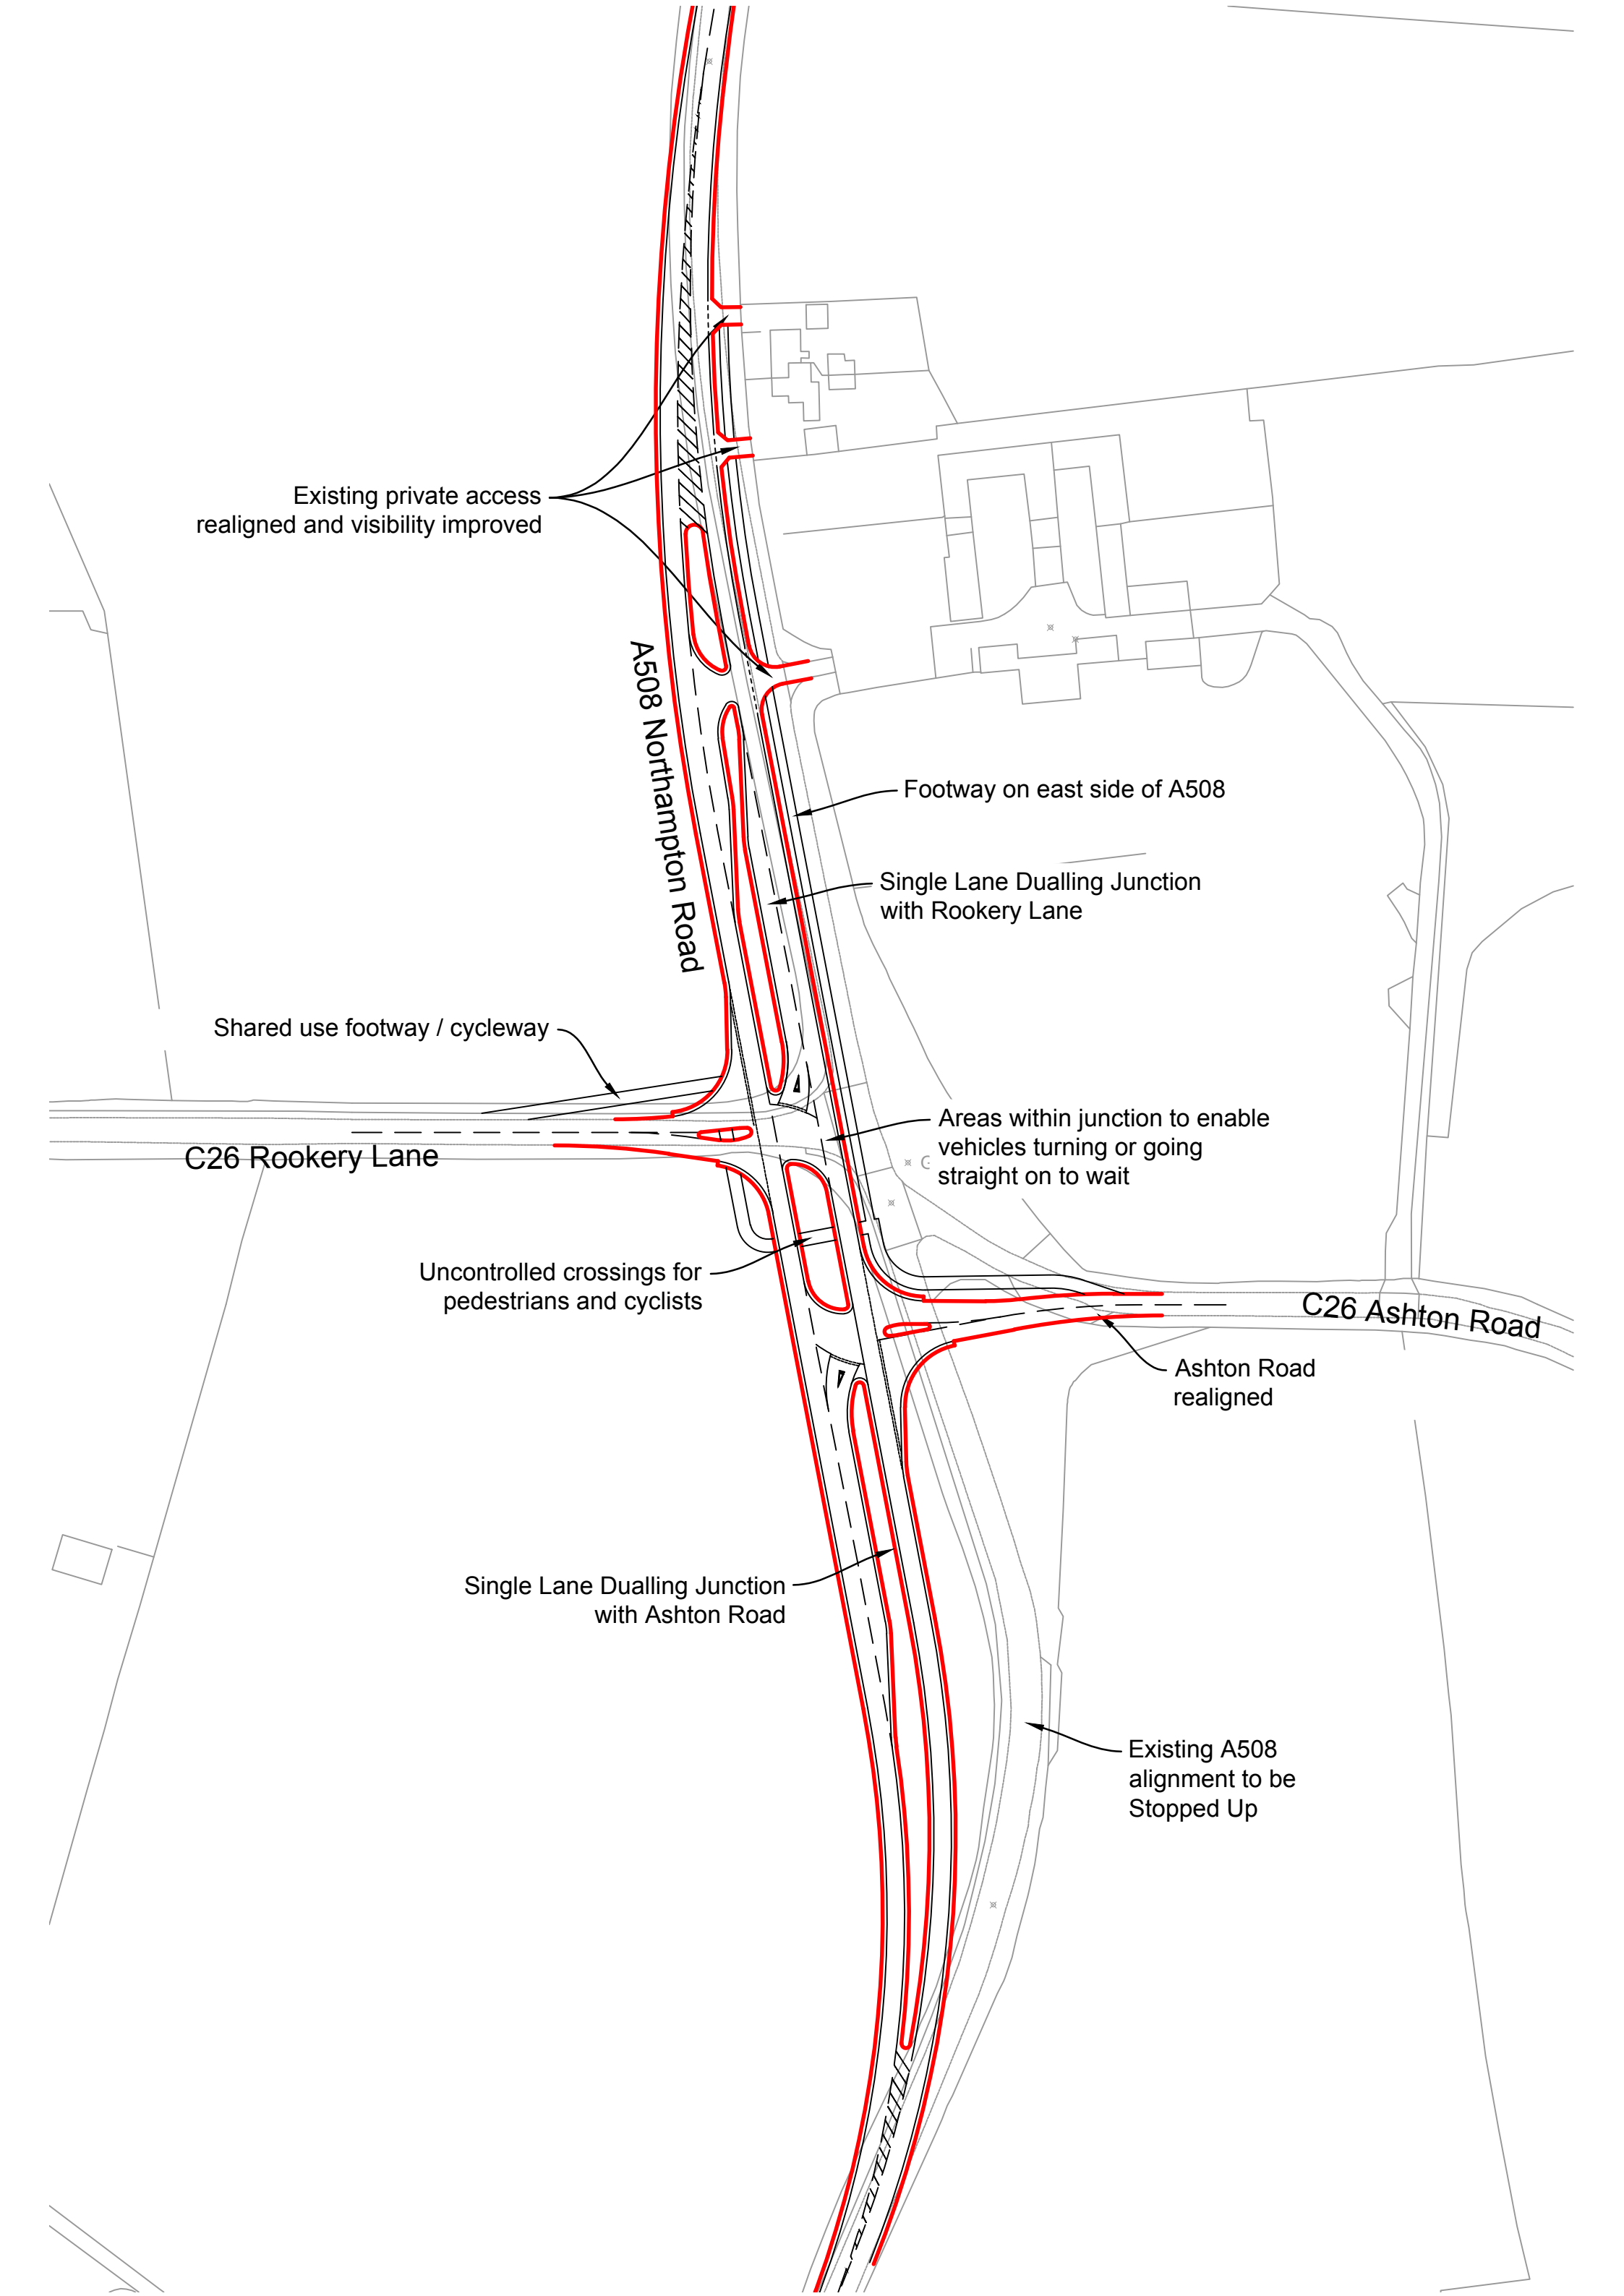 Existing private access
realigned and visibility improved
A508 Northampton Road
Footway on east side of A508
Single Lane Dualling Junction
with Rookery Lane
Shared use footway / cycleway
C26 Rookery Lane
Areas within junction to enable
vehicles turning or going
straight on to wait
Uncontrolled crossings for
pedestrians and cyclists
C26 Ashton Road
Ashton Road
realigned
Single Lane Dualling Junction
with Ashton Road
Existing A508
alignment to be
Stopped Up